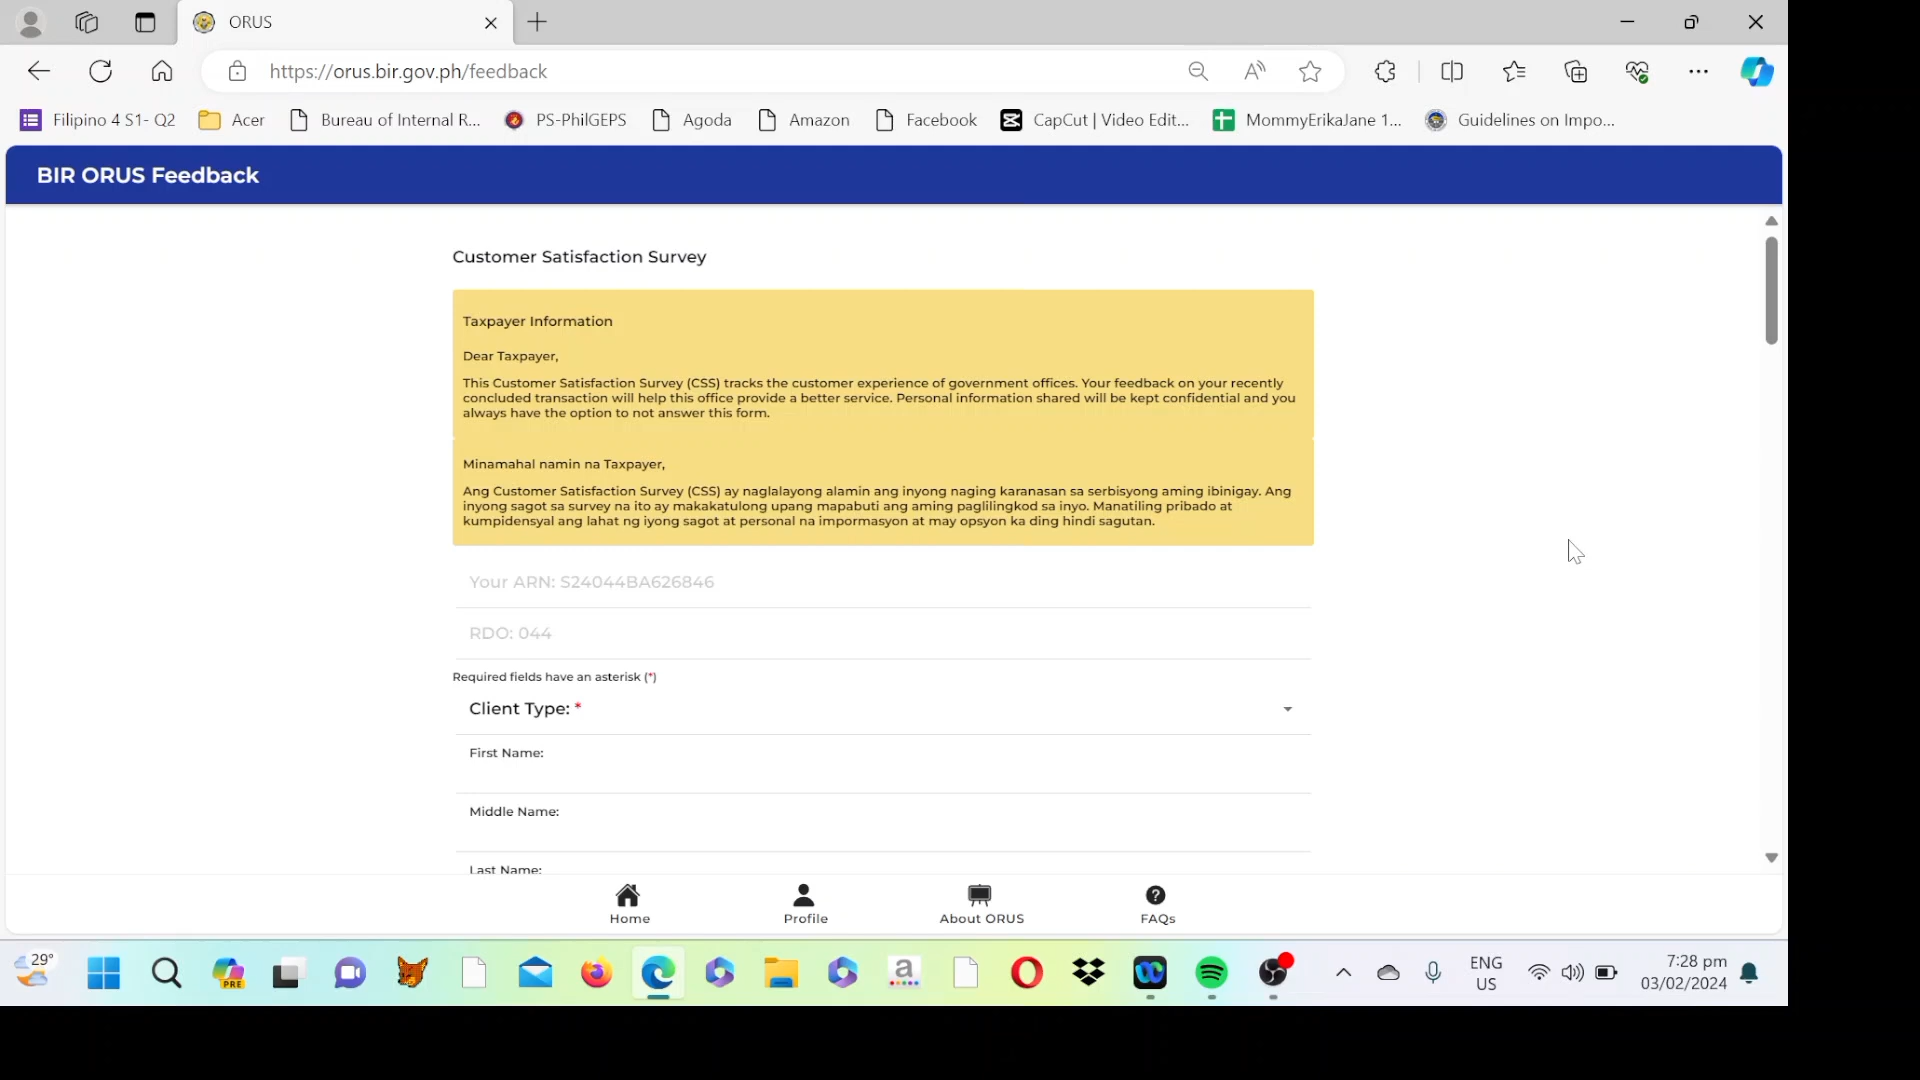 ORUS
https://orus.bir.gov.ph/feedback
Filipino 4 S1- Q2
Acer
Bureau of Internal R...
PS-PhilGEPS
Agoda
Amazon
Facebook
CapCut | Video Edit...
MommyErikaJane 1...
Guidelines on Impo...
BIR ORUS Feedback
Customer Satisfaction Survey
Taxpayer Information
Dear Taxpayer,
This Customer Satisfaction Survey (CSS) tracks the customer experience of government offices. Your feedback on your recently
concluded transaction will help this office provide a better service. Personal information shared will be kept confidential and you
always have the option to not answer this form.
Minamahal namin na Taxpayer,
Ang Customer Satisfaction Survey (CSS) ay naglalayong alamin ang inyong naging karanasan sa serbisyong aming ibinigay. Ang
inyong sagot sa survey na ito ay makakatulong upang mapabuti ang aming paglilingkod sa inyo. Manatiling pribado at
kumpidensyal ang lahat ng iyong sagot at personal na impormasyon at may opsyon ka ding hindi sagutan.
Your ARN: S24044BA626846
RDO: 044
Required fields have an asterisk (*)
Client Type: *
First Name:
Middle Name:
Last Name:
Home
Profile
About ORUS
FAQs
29°
PRE
a
ENG
US
7:28 pm
03/02/2024